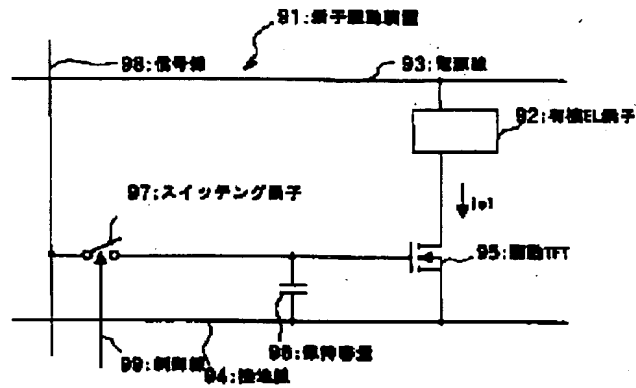 91:素子駆動装置
98:信号線
93:電源線
92:有機EL素子
97;スイッチング素子
Iel
95:駆動TFT
96:保持容量
99:制御線
94:接地線